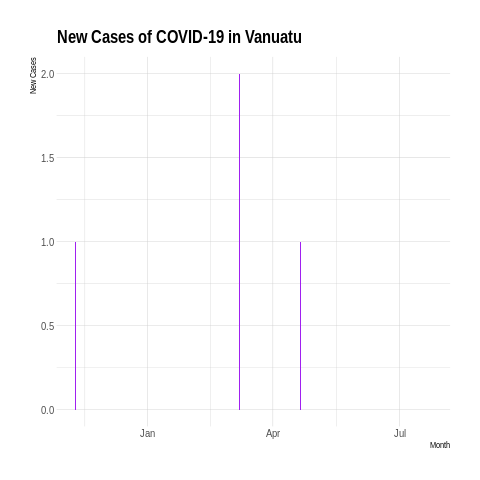 New Cases of COVID-19 in Vanuatu
New Cases
2.0
1.5
1.0
0.5
0.0
Jan
Apr
Jul
Month